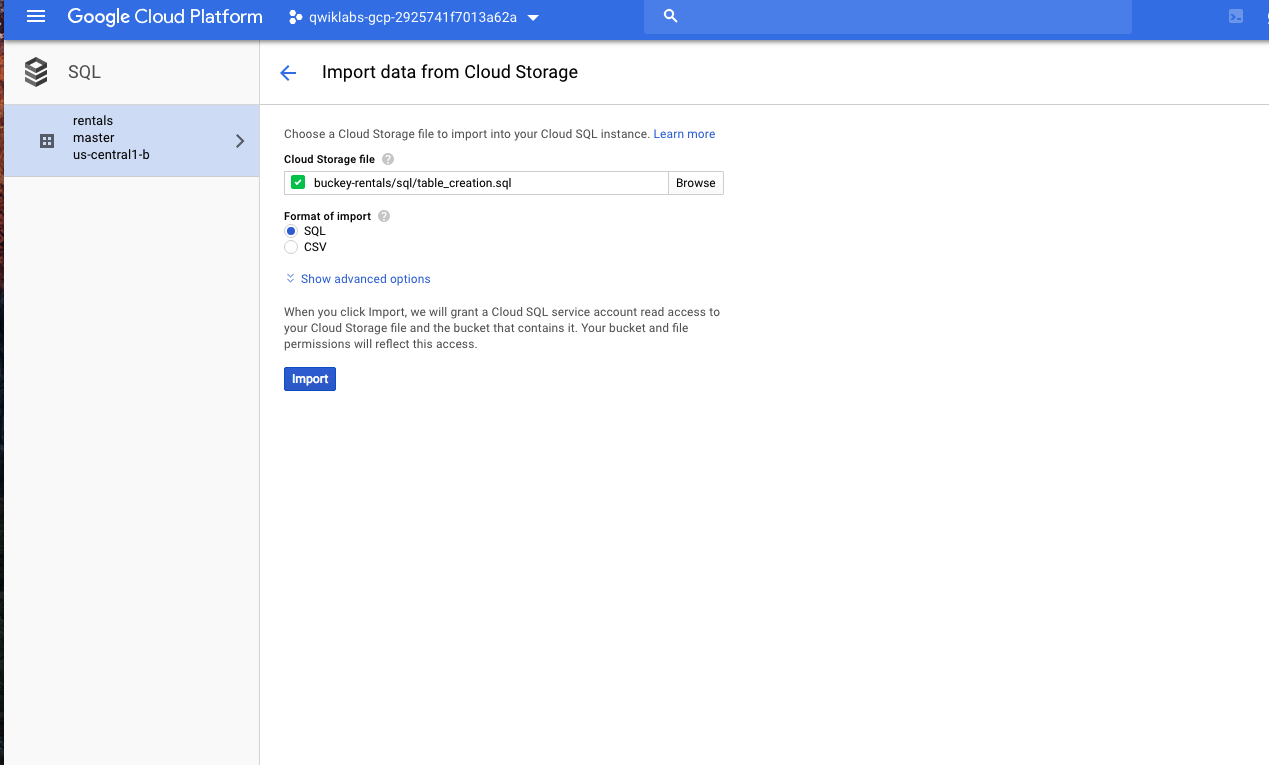 Google Cloud Platform
qwiklabs-gcp-2925741f7013a62a
SQL
Import data from Cloud Storage
rentals
master
us-central1-b
Choose a Cloud Storage file to import into your Cloud SQL instance. Learn more
Cloud Storage file ?
buckey-rentals/sql/table_creation.sql Browse
Format of import ?
SQL
CSV
Show advanced options
When you click Import, we will grant a Cloud SQL service account read access to
your Cloud Storage file and the bucket that contains it. Your bucket and file
permissions will reflect this access.
Import